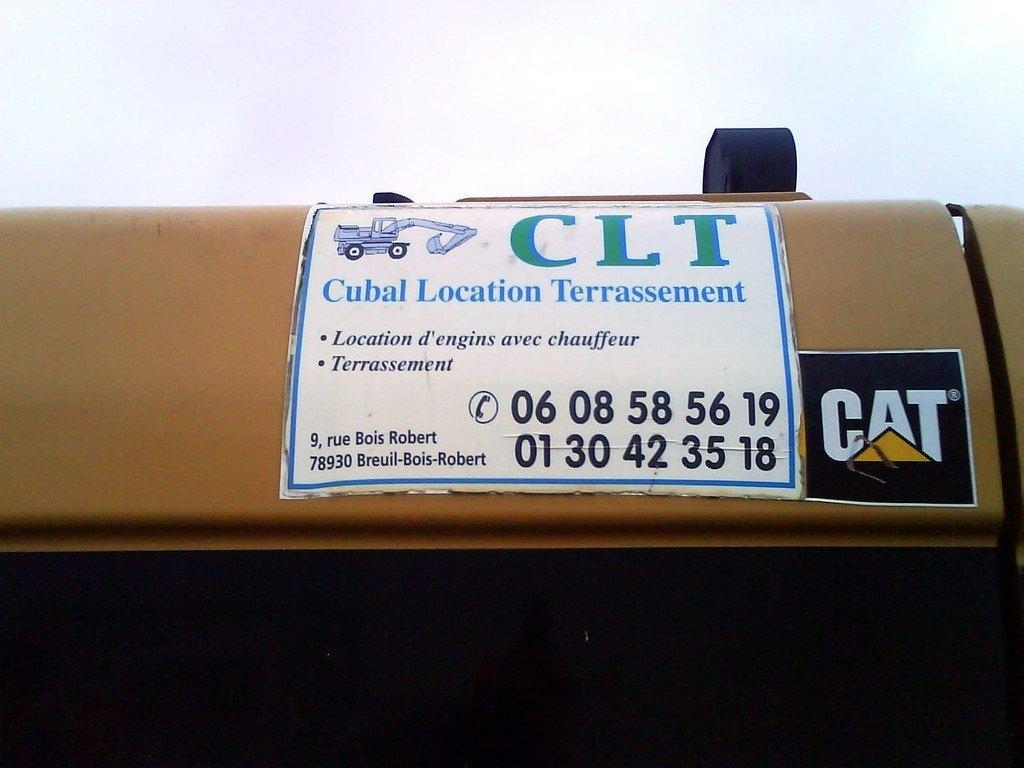 CLT
Cubal Location Terrassement
• Location d'engins avec chauffeur
• Terrassement
✆ 06 08 58 56 19
01 30 42 35 18
9, rue Bois Robert
78930 Breuil-Bois-Robert
CAT®